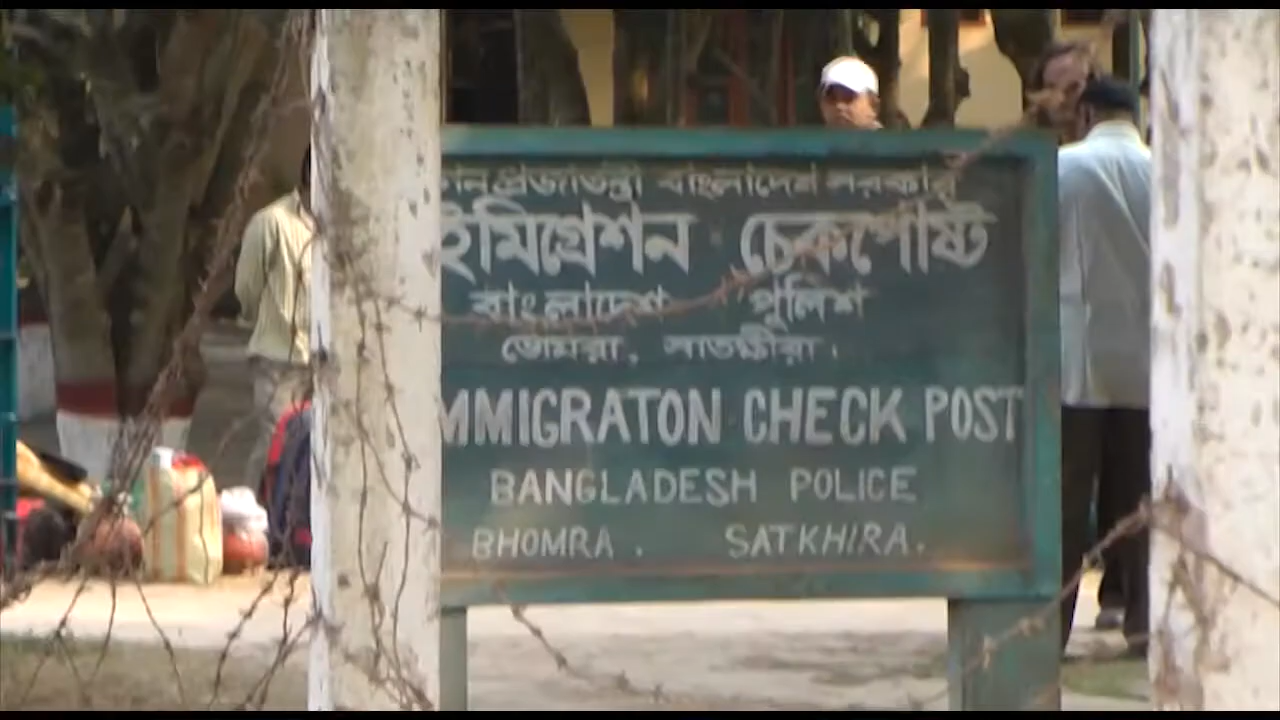 বাংলাদেশ সরকার
ইমিগ্রেশন চেকপোষ্ট
বাংলাদেশ পুলিশ
ভোমরা, সাতক্ষীরা।
MMIGRATON CHECK POST
BANGLADESH POLICE
BHOMRA. SATKHIRA.